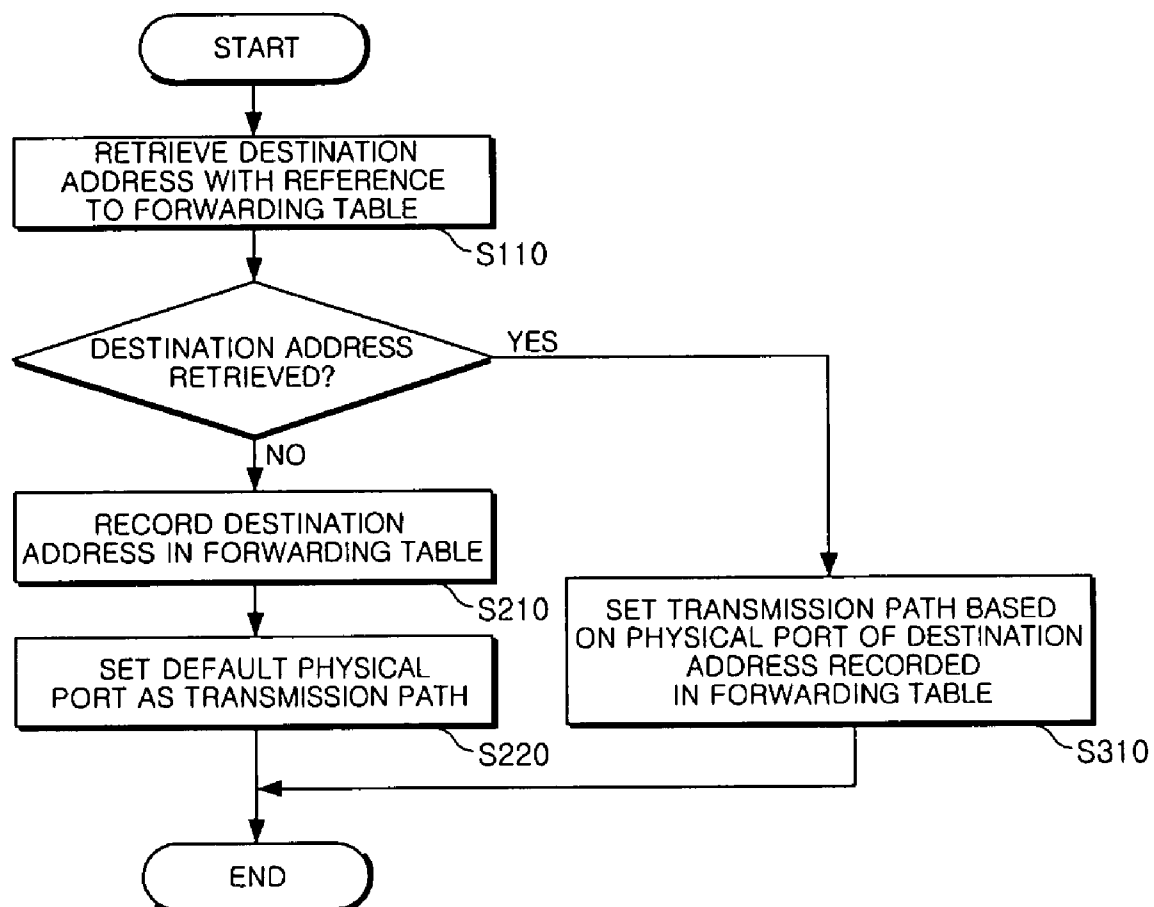 START
RETRIEVE DESTINATION
ADDRESS WITH REFERENCE
TO FORWARDING TABLE
S110
DESTINATION ADDRESS
RETRIEVED?
YES
NO
RECORD DESTINATION
ADDRESS IN FORWARDING TABLE
S210
SET DEFAULT PHYSICAL
PORT AS TRANSMISSION PATH
S220
SET TRANSMISSION PATH BASED
ON PHYSICAL PORT OF DESTINATION
ADDRESS RECORDED
IN FORWARDING TABLE
S310
END